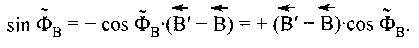 sin Φ̃_B = − cos Φ̃_B·(B⃖′ − B⃖) = + (B⃖′ − B⃖)·cos Φ̃_B.